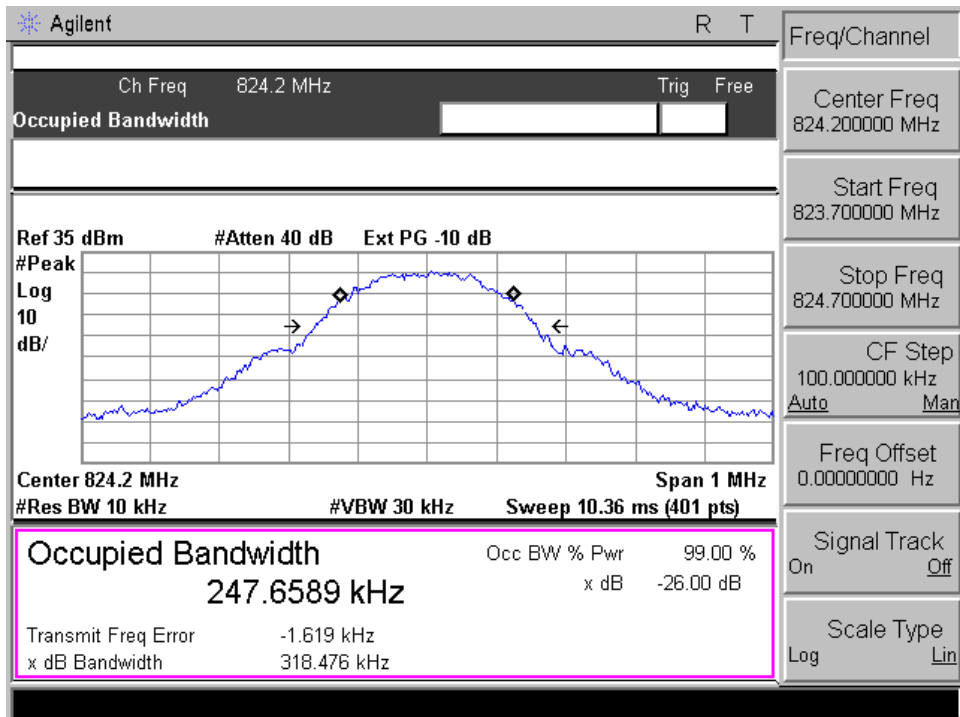 Agilent R T
Freq/Channel
Ch Freq 824.2 MHz Trig Free
Occupied Bandwidth
Center Freq
824.200000 MHz
Start Freq
823.700000 MHz
Ref 35 dBm #Atten 40 dB Ext PG -10 dB
#Peak
Log
10
dB/
Stop Freq
824.700000 MHz
CF Step
100.000000 kHz
Auto Man
Center 824.2 MHz Span 1 MHz
#Res BW 10 kHz #VBW 30 kHz Sweep 10.36 ms (401 pts)
Freq Offset
0.00000000 Hz
Occupied Bandwidth Occ BW % Pwr 99.00 %
247.6589 kHz x dB -26.00 dB
Transmit Freq Error -1.619 kHz
x dB Bandwidth 318.476 kHz
Signal Track
On Off
Scale Type
Log Lin